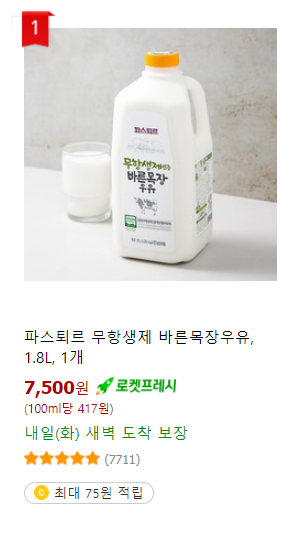 1
파스퇴르
무항생제인증
바른목장
우유
파스퇴르 무항생제 바른목장우유,
1.8L, 1개
7,500원 로켓프레시
(100ml당 417원)
내일(화) 새벽 도착 보장
(7711)
C 최대 75원 적립